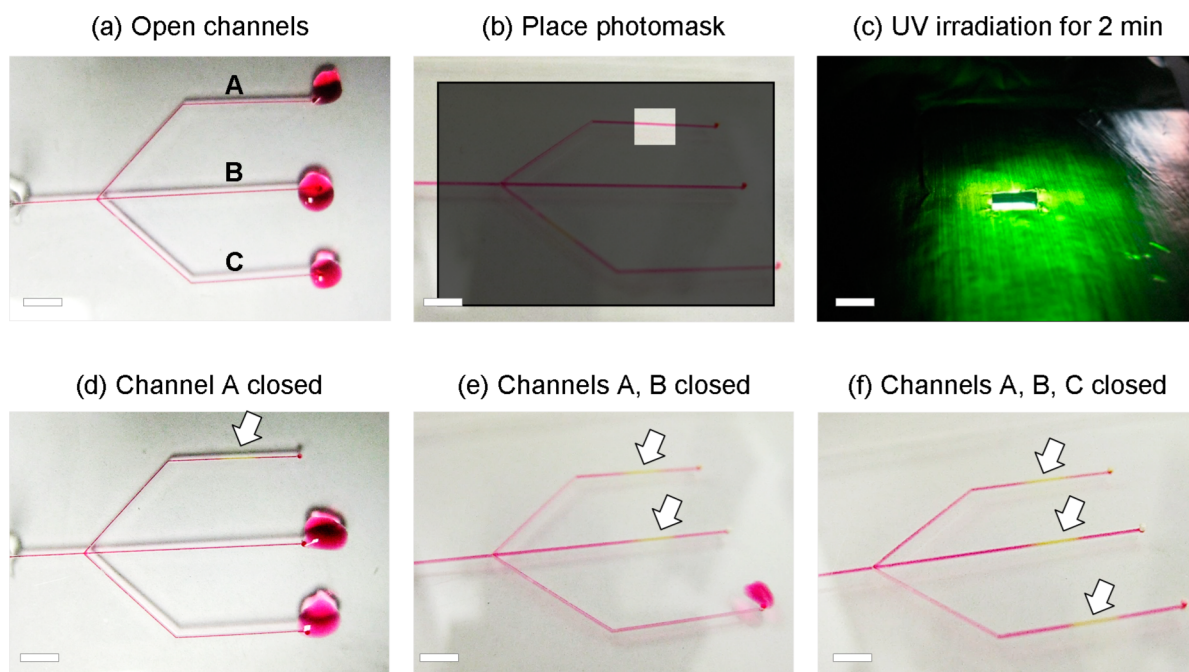 (a) Open channels
(b) Place photomask
(c) UV irradiation for 2 min
A
B
C
(d) Channel A closed
(e) Channels A, B closed
(f) Channels A, B, C closed